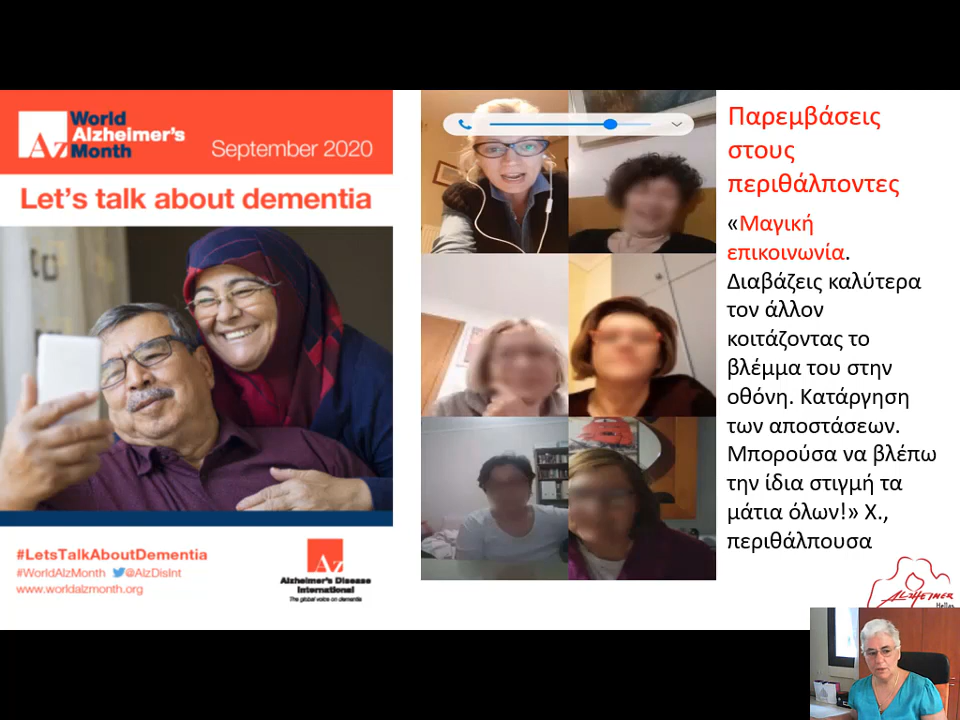 World
Alzheimer's
Month
Az
September 2020
Let's talk about dementia
#LetsTalkAboutDementia
#WorldAlzMonth @AlzDisInt
www.worldalzmonth.org
Az
Alzheimer's Disease
International
The global voice on dementia
Παρεμβάσεις
στους
περιθάλποντες
«Μαγική
επικοινωνία.
Διαβάζεις καλύτερα
τον άλλον
κοιτάζοντας το
βλέμμα του στην
οθόνη. Κατάργηση
των αποστάσεων.
Μπορούσα να βλέπω
την ίδια στιγμή τα
μάτια όλων!» Χ.,
περιθάλπουσα
ALZHEIMER
Hellas